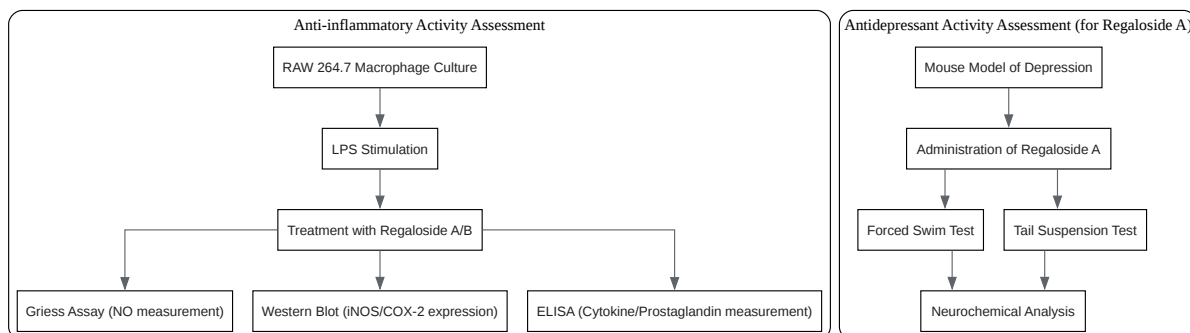 Anti-inflammatory Activity Assessment
RAW 264.7 Macrophage Culture
LPS Stimulation
Treatment with Regaloside A/B
Griess Assay (NO measurement)
Western Blot (iNOS/COX-2 expression)
ELISA (Cytokine/Prostaglandin measurement)
Antidepressant Activity Assessment (for Regaloside A)
Mouse Model of Depression
Administration of Regaloside A
Forced Swim Test
Tail Suspension Test
Neurochemical Analysis